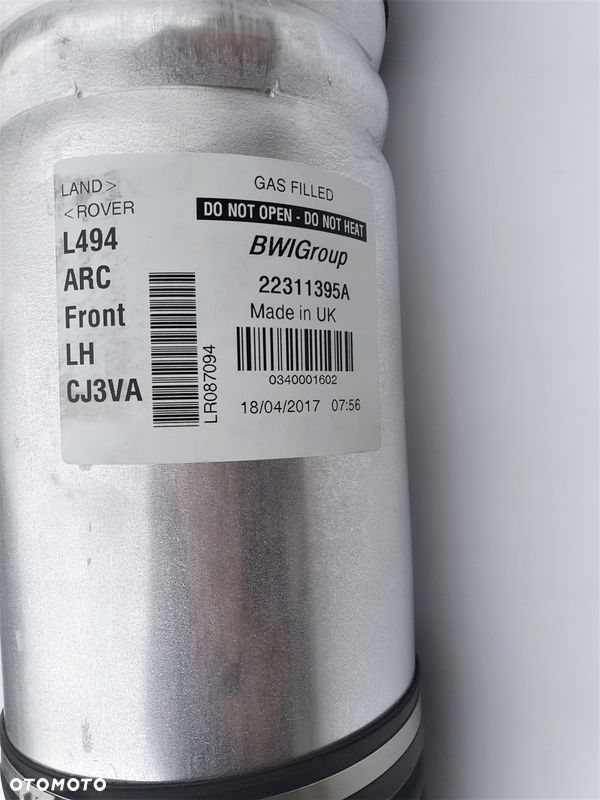 LAND >
< ROVER
L494
ARC
Front
LH
CJ3VA
LR087094
GAS FILLED
DO NOT OPEN - DO NOT HEAT
BWIGroup
22311395A
Made in UK
0340001602
18/04/2017 07:56
OTOMOTO